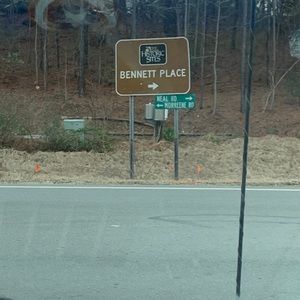 HISTORIC
SITES
BENNETT PLACE
→
NEAL RD →
← MORREENE RD